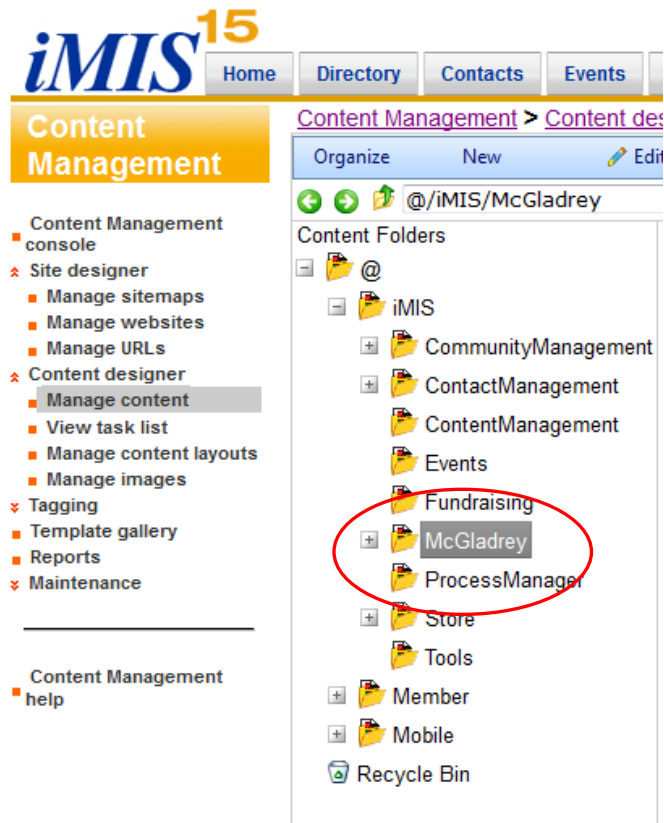 iMIS 15
Home Directory Contacts Events
Content
Management
Content Management
console
Site designer
Manage sitemaps
Manage websites
Manage URLs
Content designer
Manage content
View task list
Manage content layouts
Manage images
Tagging
Template gallery
Reports
Maintenance
Content Management
help
Content Management > Content des
Organize New Edit
@/iMIS/McGladrey
Content Folders
@
iMIS
CommunityManagement
ContactManagement
ContentManagement
Events
Fundraising
McGladrey
ProcessManager
Store
Tools
Member
Mobile
Recycle Bin